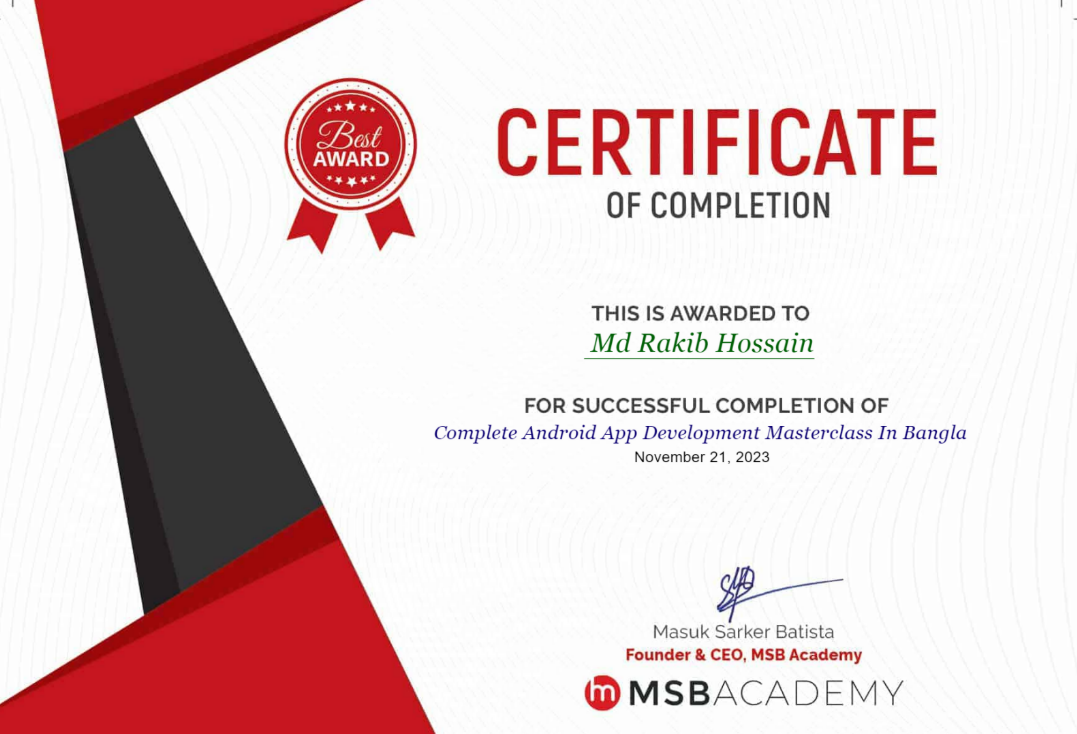 Best
AWARD
CERTIFICATE
OF COMPLETION
THIS IS AWARDED TO
Md Rakib Hossain
FOR SUCCESSFUL COMPLETION OF
Complete Android App Development Masterclass In Bangla
November 21, 2023
Masuk Sarker Batista
Founder & CEO, MSB Academy
m MSBACADEMY